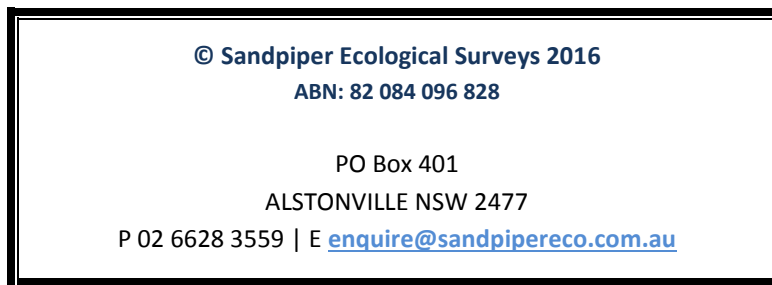 © Sandpiper Ecological Surveys 2016
ABN: 82 084 096 828
PO Box 401
ALSTONVILLE NSW 2477
P 02 6628 3559 | E enquire@sandpipereco.com.au